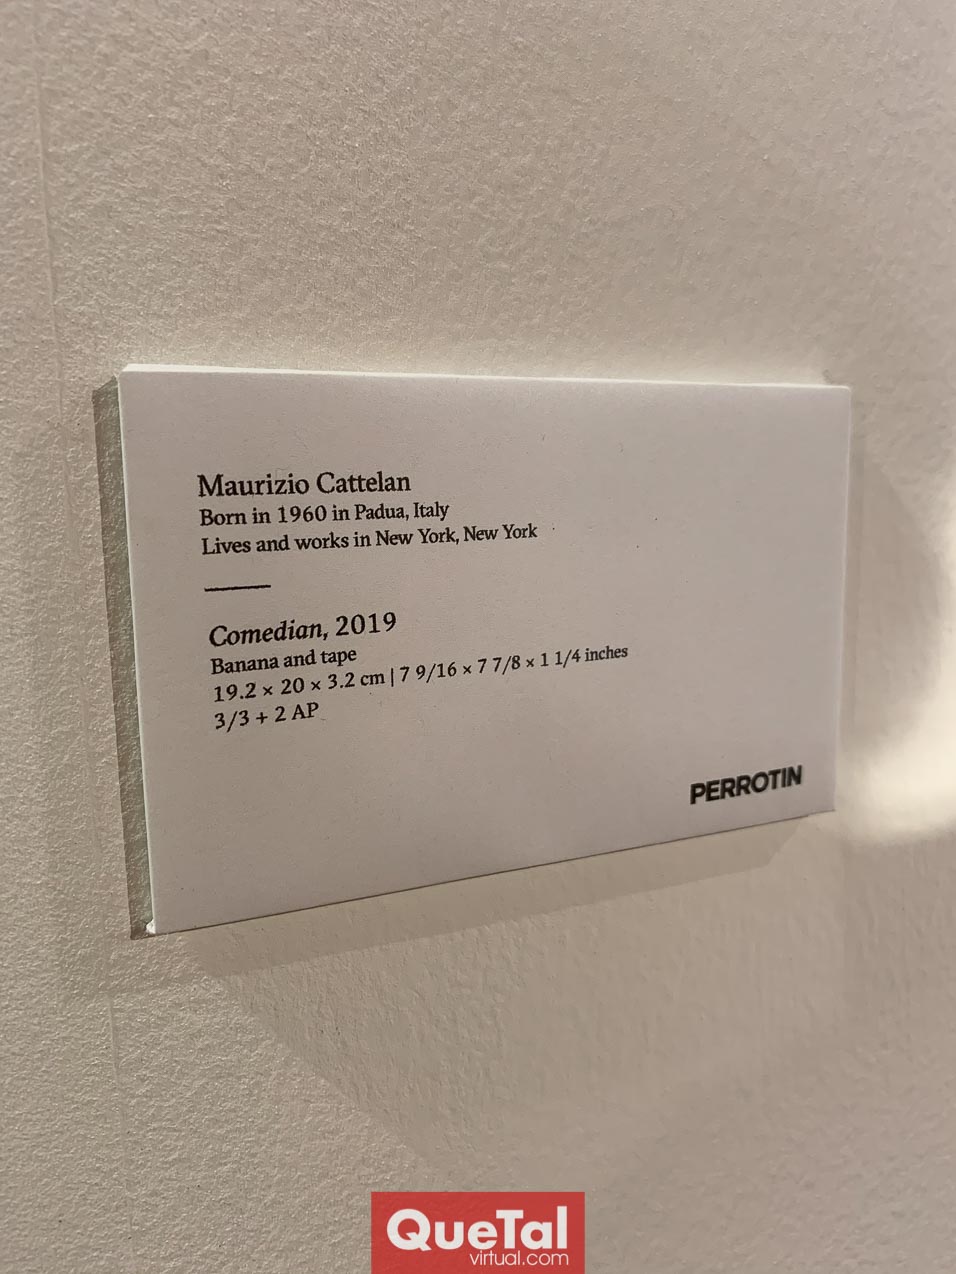 Maurizio Cattelan
Born in 1960 in Padua, Italy
Lives and works in New York, New York
Comedian, 2019
Banana and tape
19.2 × 20 × 3.2 cm | 7 9/16 × 7 7/8 × 1 1/4 inches
3/3 + 2 AP
PERROTIN
QueTal
virtual.com